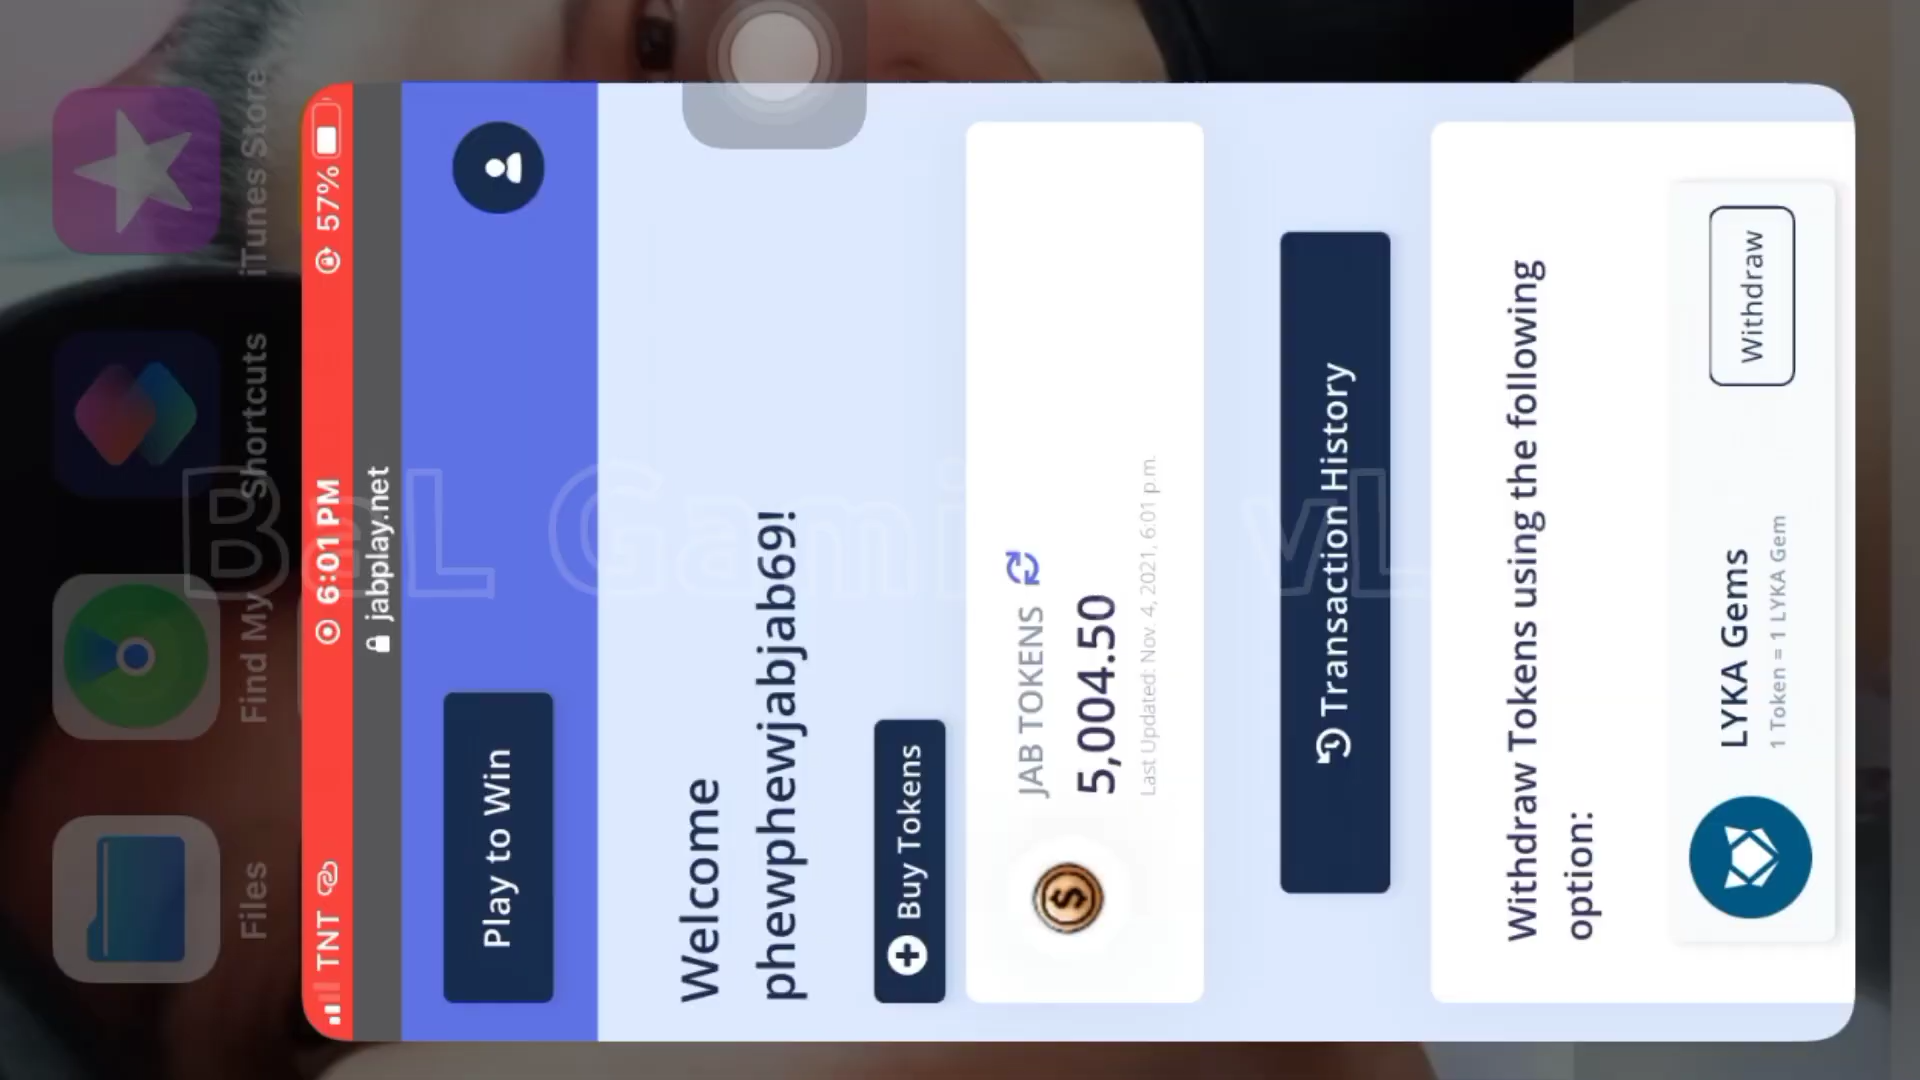 TNT 6:01 PM 57%
jabplay.net
Play to Win
Welcome
phewphewjabjab69!
Buy Tokens
JAB TOKENS
5,004.50
Last Updated: Nov. 4, 2021, 6:01 p.m.
Transaction History
Withdraw Tokens using the following
option:
LYKA Gems
1 Token = 1 LYKA Gem
Withdraw
Files
Find My
Shortcuts
iTunes Store